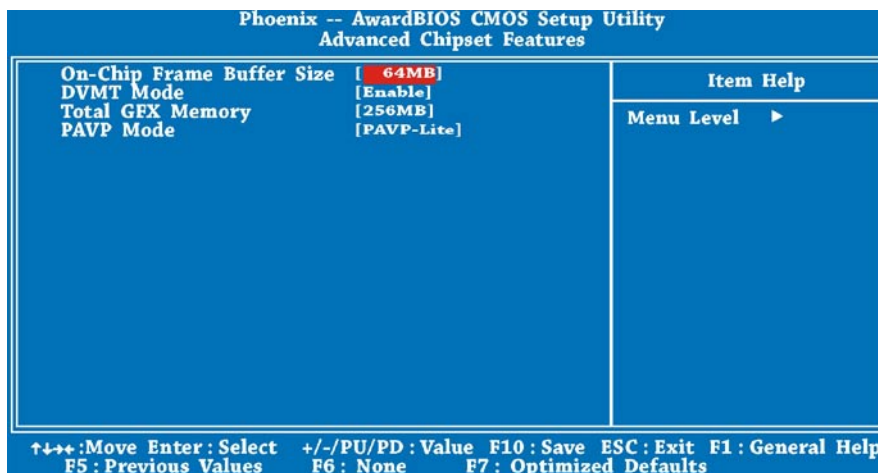 Phoenix -- AwardBIOS CMOS Setup Utility
Advanced Chipset Features
On-Chip Frame Buffer Size [ 64MB]
DVMT Mode [Enable]
Total GFX Memory [256MB]
PAVP Mode [PAVP-Lite]
Item Help
Menu Level ►
↑↓→←:Move Enter:Select +/-/PU/PD:Value F10:Save ESC:Exit F1:General Help
F5:Previous Values F6: None F7: Optimized Defaults